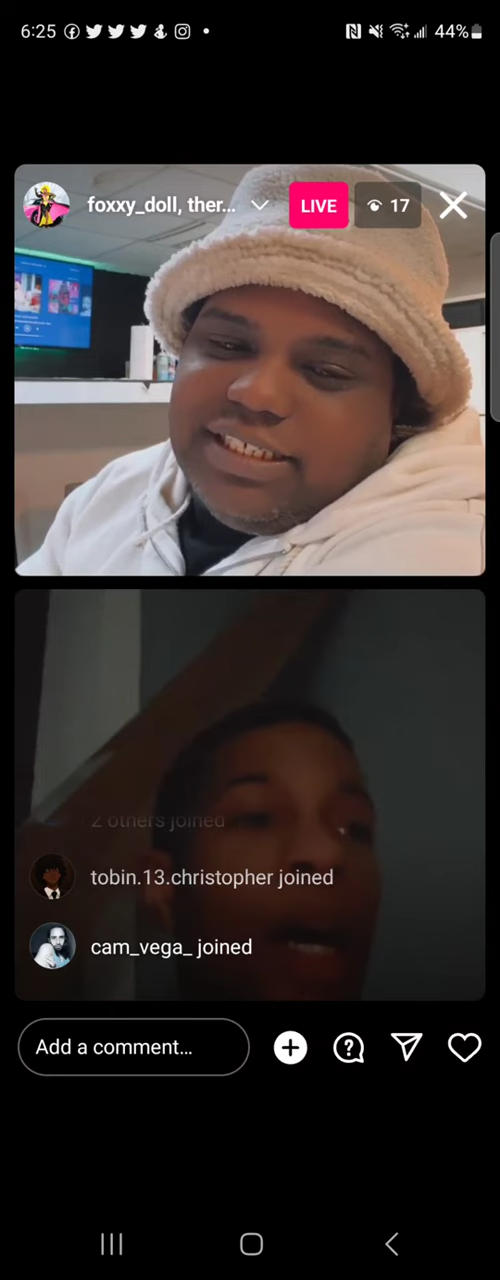 6:25
44%
foxxy_doll, ther...
LIVE
17
2 others joined
tobin.13.christopher joined
cam_vega_ joined
Add a comment...